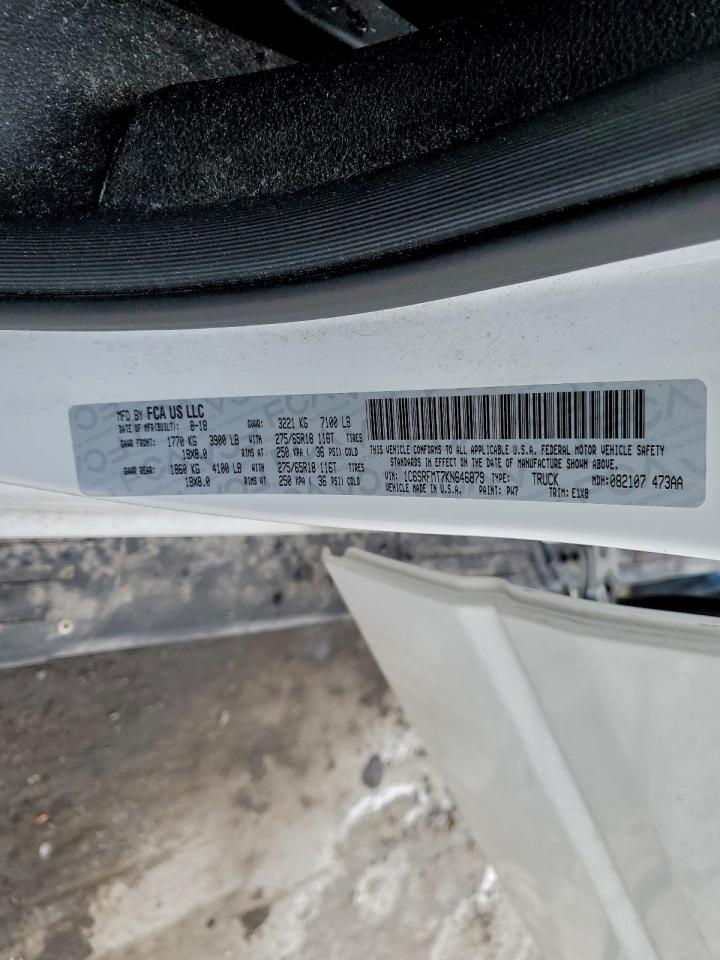 MFD BY FCA US LLC
DATE OF MFR(BUILT): 8-18 GVWR: 3221 KG 7100 LB
GAWR FRONT: 1770 KG 3900 LB WITH 275/65R18 116T TIRES
18X8.0 RIMS AT 250 KPA ( 36 PSI) COLD
GAWR REAR: 1860 KG 4100 LB WITH 275/65R18 116T TIRES
18X8.0 RIMS AT 250 KPA ( 36 PSI) COLD
THIS VEHICLE CONFORMS TO ALL APPLICABLE U.S.A. FEDERAL MOTOR VEHICLE SAFETY
STANDARDS IN EFFECT ON THE DATE OF MANUFACTURE SHOWN ABOVE.
VIN: 1C6SRFMT7KN646879 TYPE: TRUCK MDH:082107 473AA
VEHICLE MADE IN U.S.A. PAINT: PW7 TRIM: E1X8